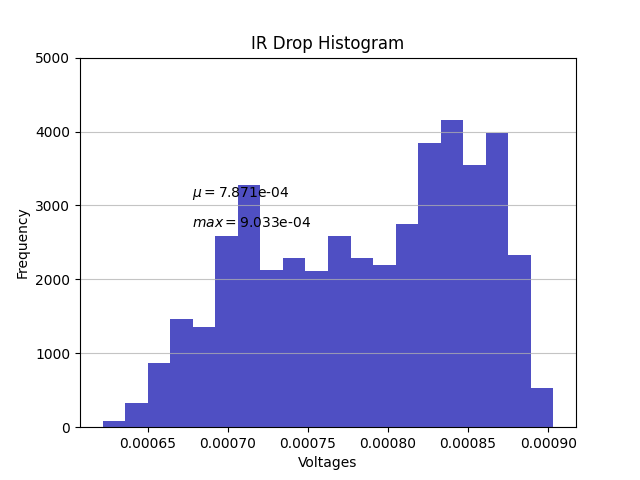 IR Drop Histogram
5000
4000
3000
2000
1000
0
Frequency
μ = 7.871e-04
max = 9.033e-04
0.00065 0.00070 0.00075 0.00080 0.00085 0.00090
Voltages